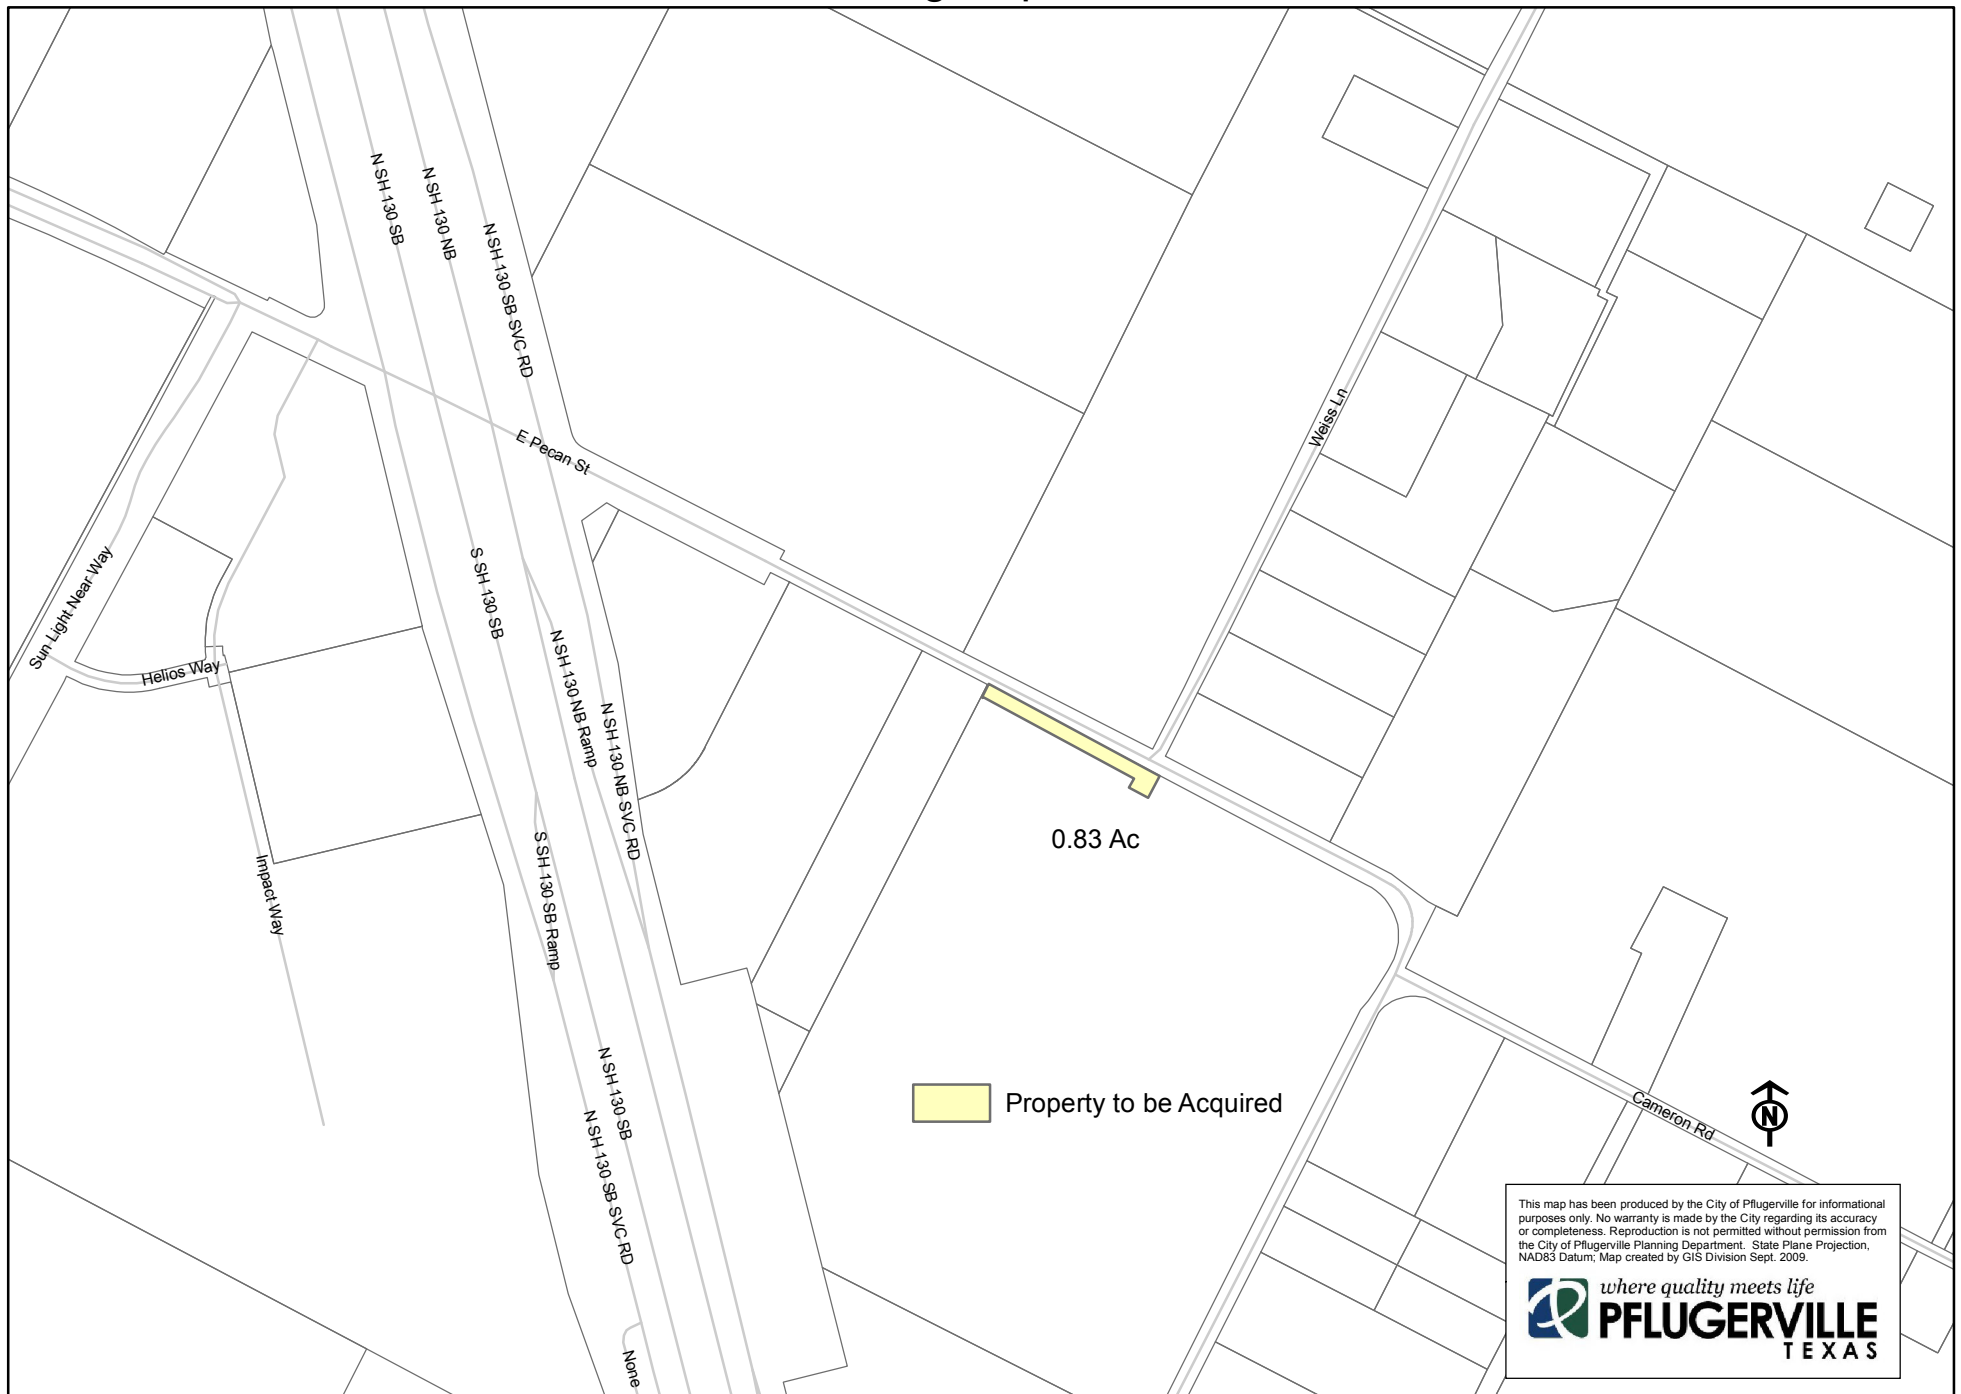 N SH 130 SB
N SH 130 NB
N SH 130 SB SVC RD
Weiss Ln
E Pecan St
Sun Light Near Way
S SH 130 SB
Helios Way
N SH 130 NB Ramp
N SH 130 NB SVC RD
0.83 Ac
S SH 130 SB Ramp
Impact Way
N SH 130 SB
Property to be Acquired
N SH 130 SB SVC RD
Cameron Rd
N
None
This map has been produced by the City of Pflugerville for informational
purposes only. No warranty is made by the City regarding its accuracy
or completeness. Reproduction is not permitted without permission from
the City of Pflugerville Planning Department. State Plane Projection,
NAD83 Datum; Map created by GIS Division Sept. 2009.
where quality meets life
PFLUGERVILLE
TEXAS